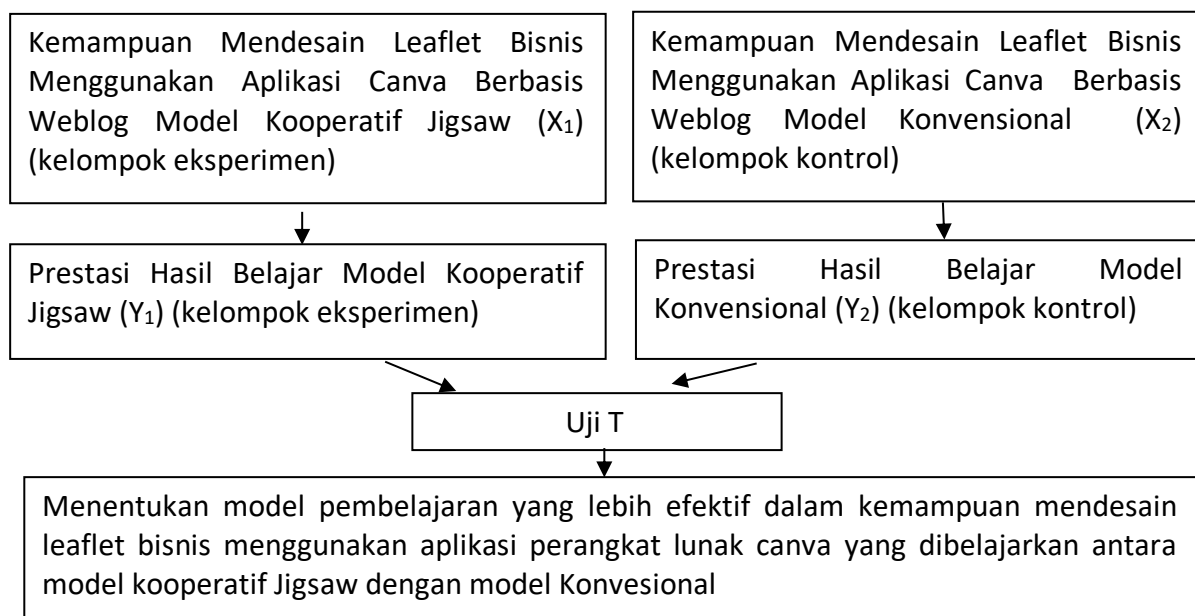 Kemampuan Mendesain Leaflet Bisnis
Menggunakan Aplikasi Canva Berbasis
Weblog Model Kooperatif Jigsaw (X₁)
(kelompok eksperimen)
Kemampuan Mendesain Leaflet Bisnis
Menggunakan Aplikasi Canva Berbasis
Weblog Model Konvensional (X₂)
(kelompok kontrol)
Prestasi Hasil Belajar Model Kooperatif
Jigsaw (Y₁) (kelompok eksperimen)
Prestasi Hasil Belajar Model
Konvensional (Y₂) (kelompok kontrol)
Uji T
Menentukan model pembelajaran yang lebih efektif dalam kemampuan mendesain
leaflet bisnis menggunakan aplikasi perangkat lunak canva yang dibelajarkan antara
model kooperatif Jigsaw dengan model Konvesional